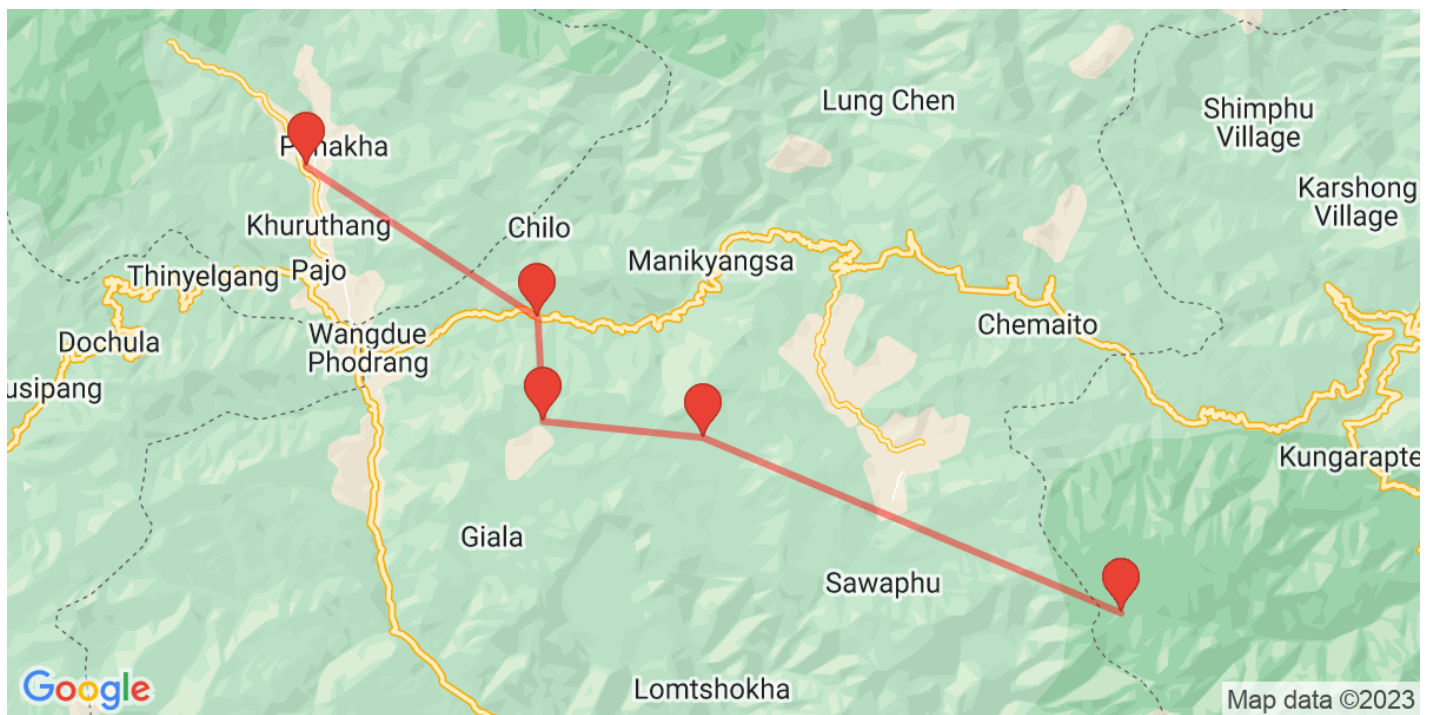 Lung Chen
Shimphu
Village
P nakha
Karshong
Village
Khuruthang
Chilo
Manikyangsa
Thinyelgang
Pajo
Chemaito
Wangdue
Phodrang
Dochula
usipang
Kungarapte
Giala
Sawaphu
Lomtshokha
Google
Map data ©2023